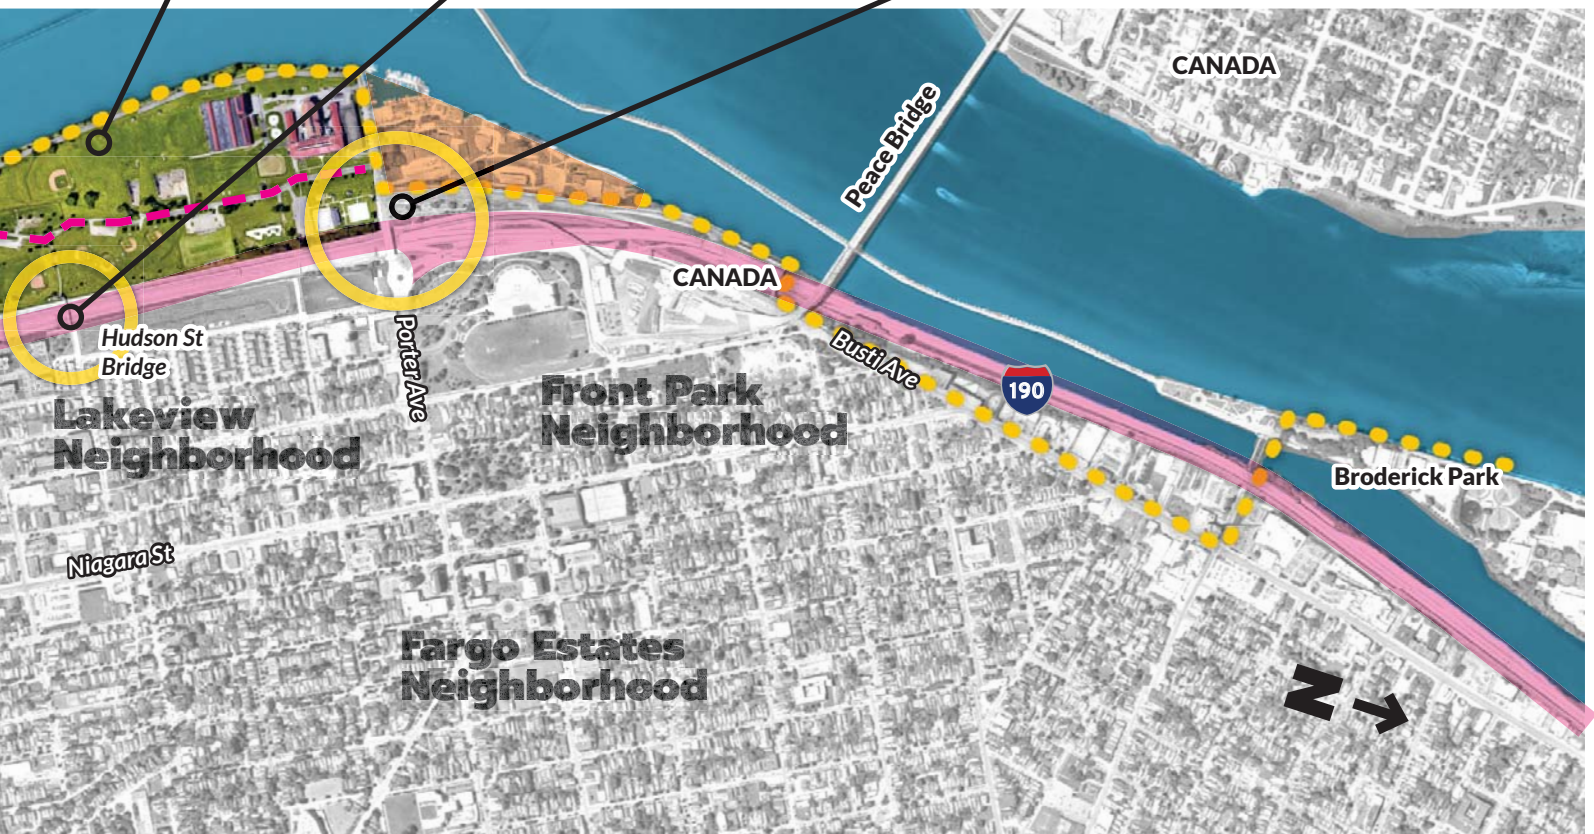 CANADA
Peace Bridge
CANADA
Hudson St
Bridge
Porter Ave
Busti Ave
190
Lakeview
Neighborhood
Front Park
Neighborhood
Broderick Park
Niagara St
Fargo Estates
Neighborhood
N